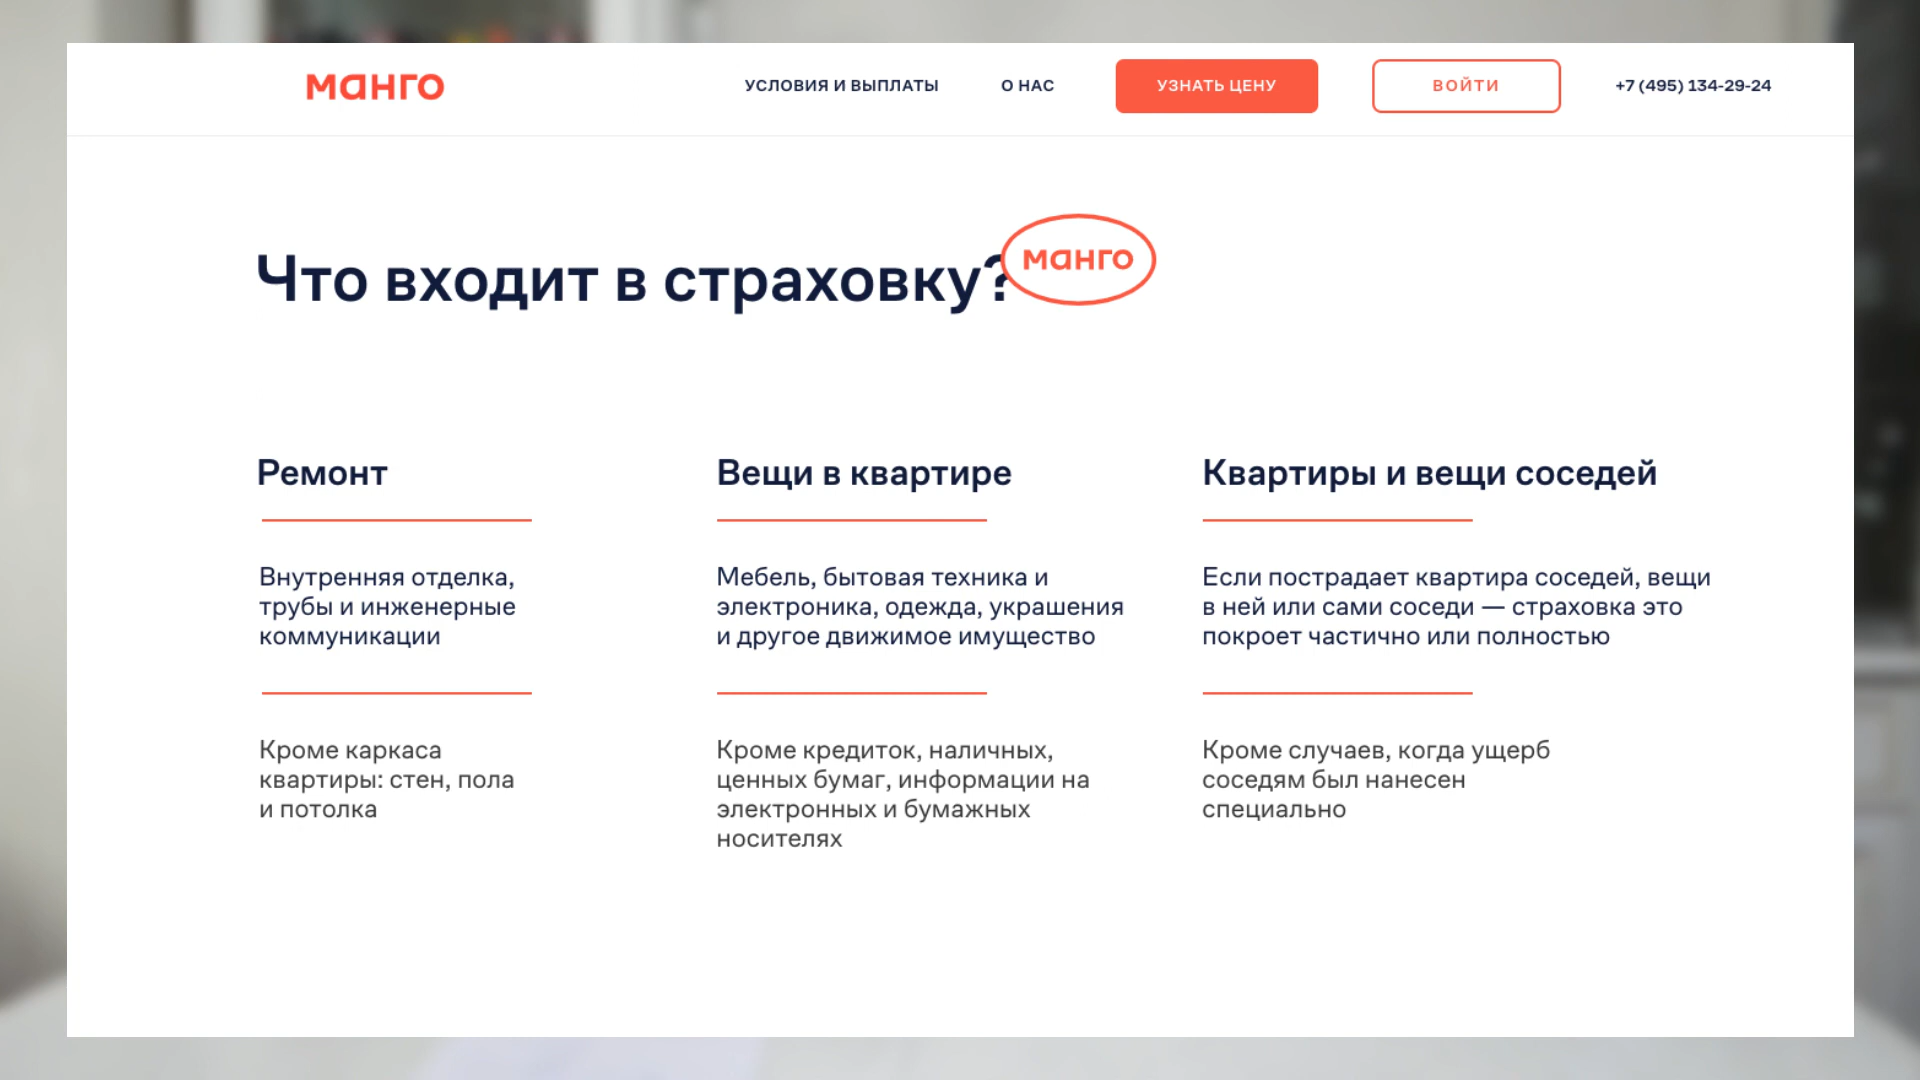 манго
УСЛОВИЯ И ВЫПЛАТЫ
О НАС
УЗНАТЬ ЦЕНУ
ВОЙТИ
+7 (495) 134-29-24
Что входит в страховку?
манго
Ремонт
Внутренняя отделка,
трубы и инженерные
коммуникации
Кроме каркаса
квартиры: стен, пола
и потолка
Вещи в квартире
Мебель, бытовая техника и
электроника, одежда, украшения
и другое движимое имущество
Кроме кредиток, наличных,
ценных бумаг, информации на
электронных и бумажных
носителях
Квартиры и вещи соседей
Если пострадает квартира соседей, вещи
в ней или сами соседи — страховка это
покроет частично или полностью
Кроме случаев, когда ущерб
соседям был нанесен
специально